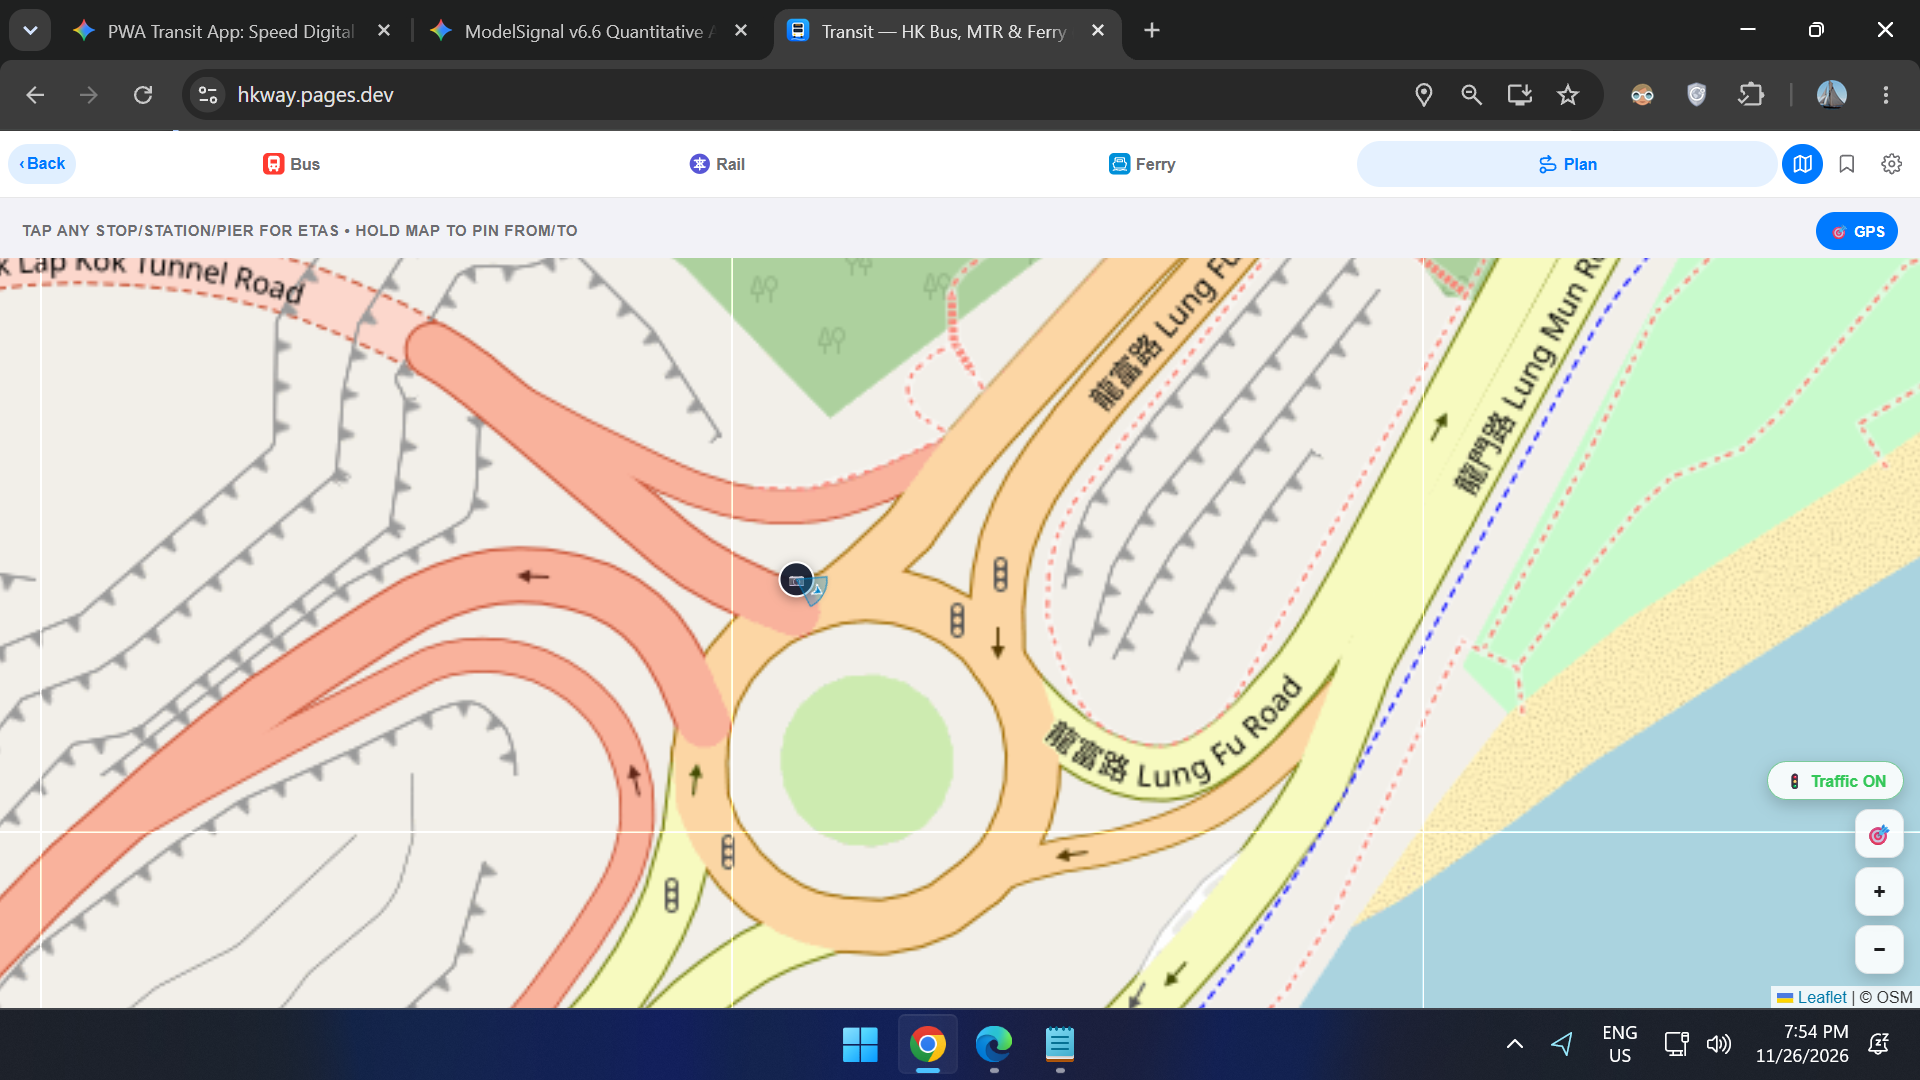 PWA Transit App: Speed Digital
ModelSignal v6.6 Quantitative
Transit — HK Bus, MTR & Ferry
hkway.pages.dev
‹ Back
Bus
Rail
Ferry
Plan
TAP ANY STOP/STATION/PIER FOR ETAS • HOLD MAP TO PIN FROM/TO
GPS
Lap Kok Tunnel Road
龍富路 Lung Fu
龍門路 Lung Mun
龍富路 Lung Fu Road
Traffic ON
+
−
Leaflet | © OSM
ENG
US
7:54 PM
11/26/2026